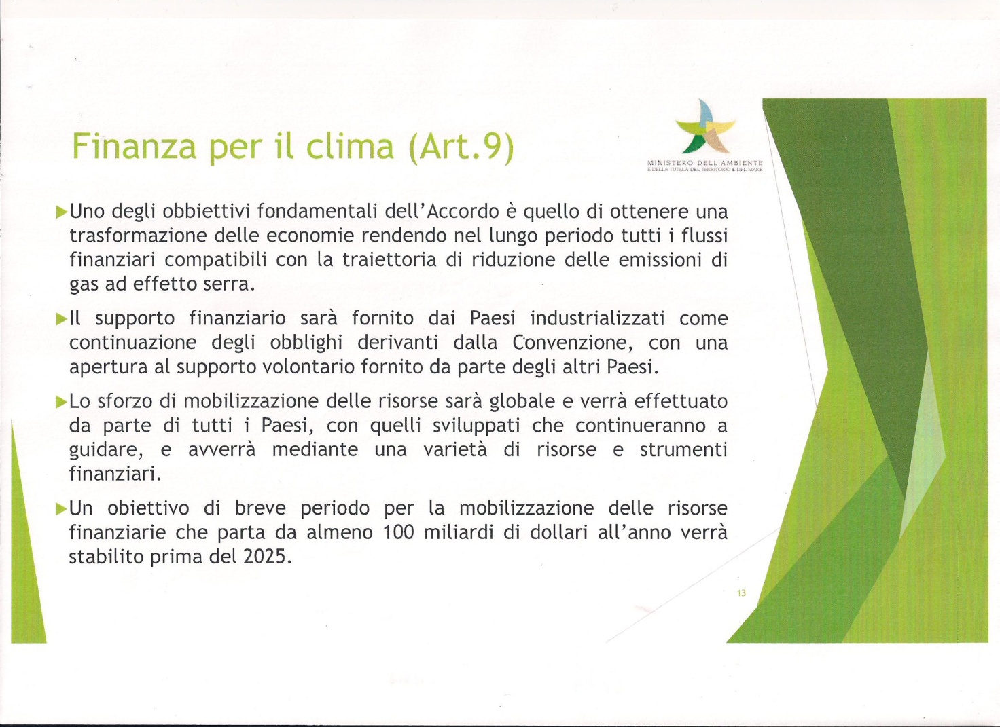 Finanza per il clima (Art.9)
MINISTERO DELL'AMBIENTE
E DELLA TUTELA DEL TERRITORIO E DEL MARE
Uno degli obbiettivi fondamentali dell'Accordo è quello di ottenere una
trasformazione delle economie rendendo nel lungo periodo tutti i flussi
finanziari compatibili con la traiettoria di riduzione delle emissioni di
gas ad effetto serra.
Il supporto finanziario sarà fornito dai Paesi industrializzati come
continuazione degli obblighi derivanti dalla Convenzione, con una
apertura al supporto volontario fornito da parte degli altri Paesi.
Lo sforzo di mobilizzazione delle risorse sarà globale e verrà effettuato
da parte di tutti i Paesi, con quelli sviluppati che continueranno a
guidare, e avverrà mediante una varietà di risorse e strumenti
finanziari.
Un obiettivo di breve periodo per la mobilizzazione delle risorse
finanziarie che parta da almeno 100 miliardi di dollari all'anno verrà
stabilito prima del 2025.
13